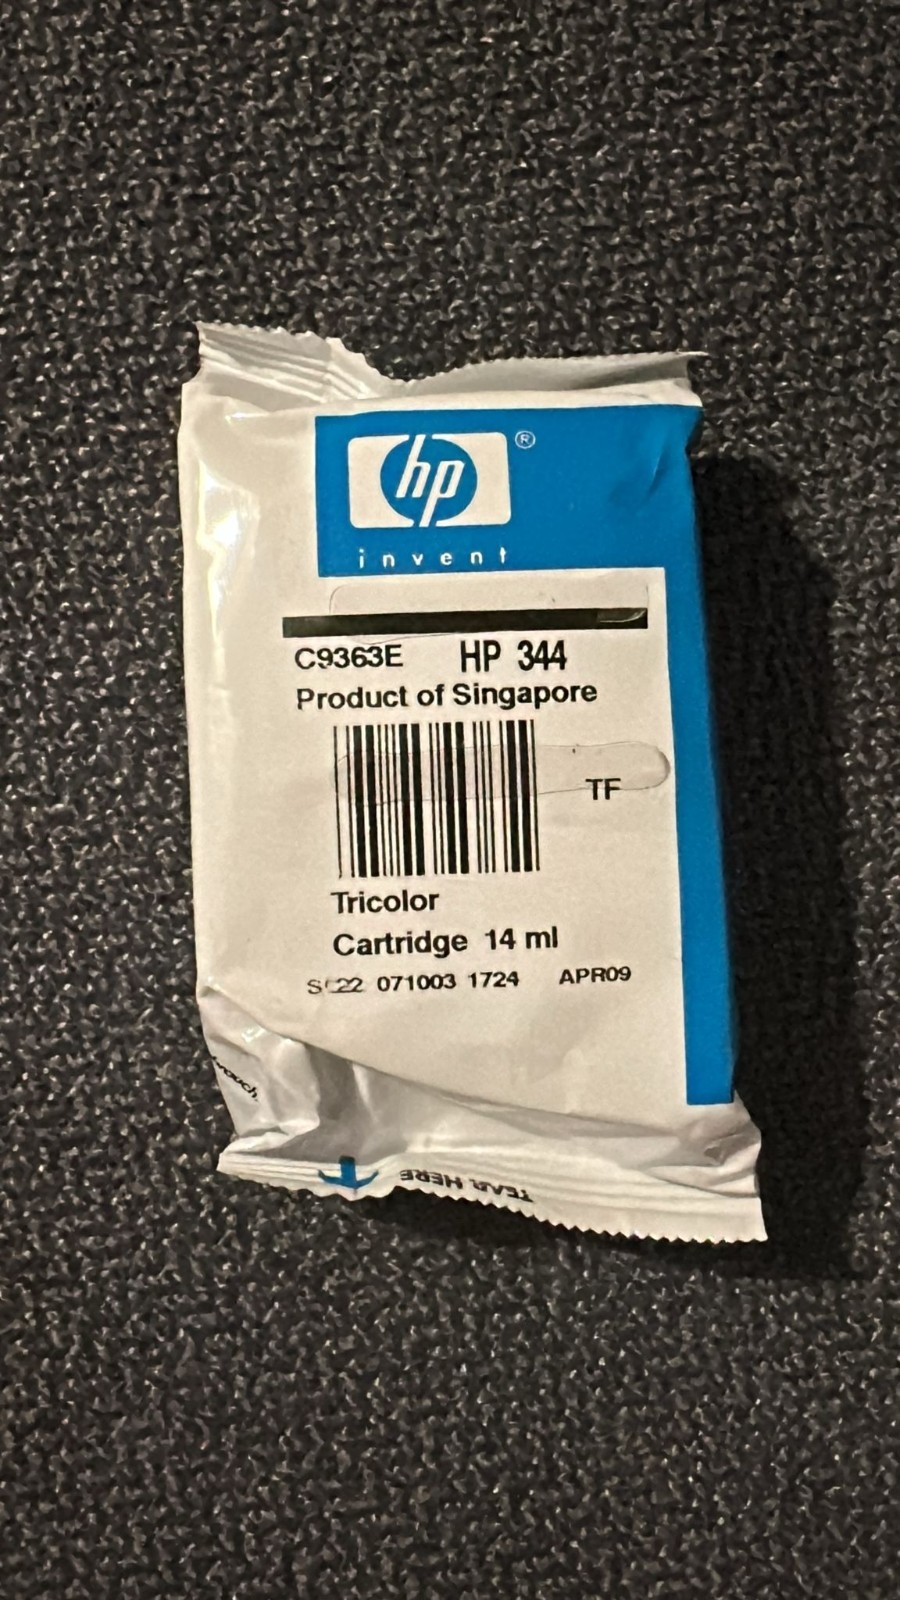 hp®
invent
C9363E HP 344
Product of Singapore
TF
Tricolor
Cartridge 14 ml
071003 1724 APR09
TEAR HERE